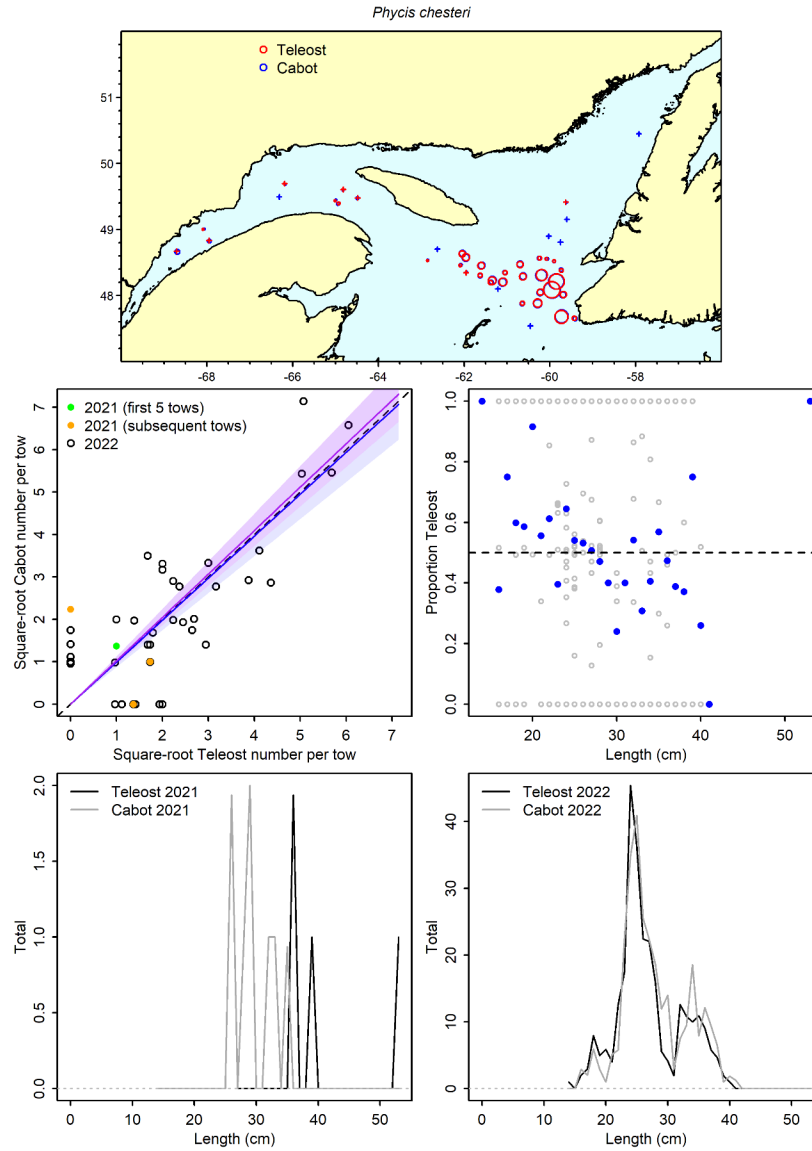 Phycis chesteri
Teleost
Cabot
51
50
49
48
-68 -66 -64 -62 -60 -58
2021 (first 5 tows)
2021 (subsequent tows)
2022
Square-root Cabot number per tow
7
6
5
4
3
2
1
0
0 1 2 3 4 5 6 7
Square-root Teleost number per tow
Proportion Teleost
1.0
0.8
0.6
0.4
0.2
0.0
20 30 40 50
Length (cm)
Teleost 2021
Cabot 2021
Total
2.0
1.5
1.0
0.5
0.0
0 10 20 30 40 50
Length (cm)
Teleost 2022
Cabot 2022
Total
40
30
20
10
0
0 10 20 30 40 50
Length (cm)